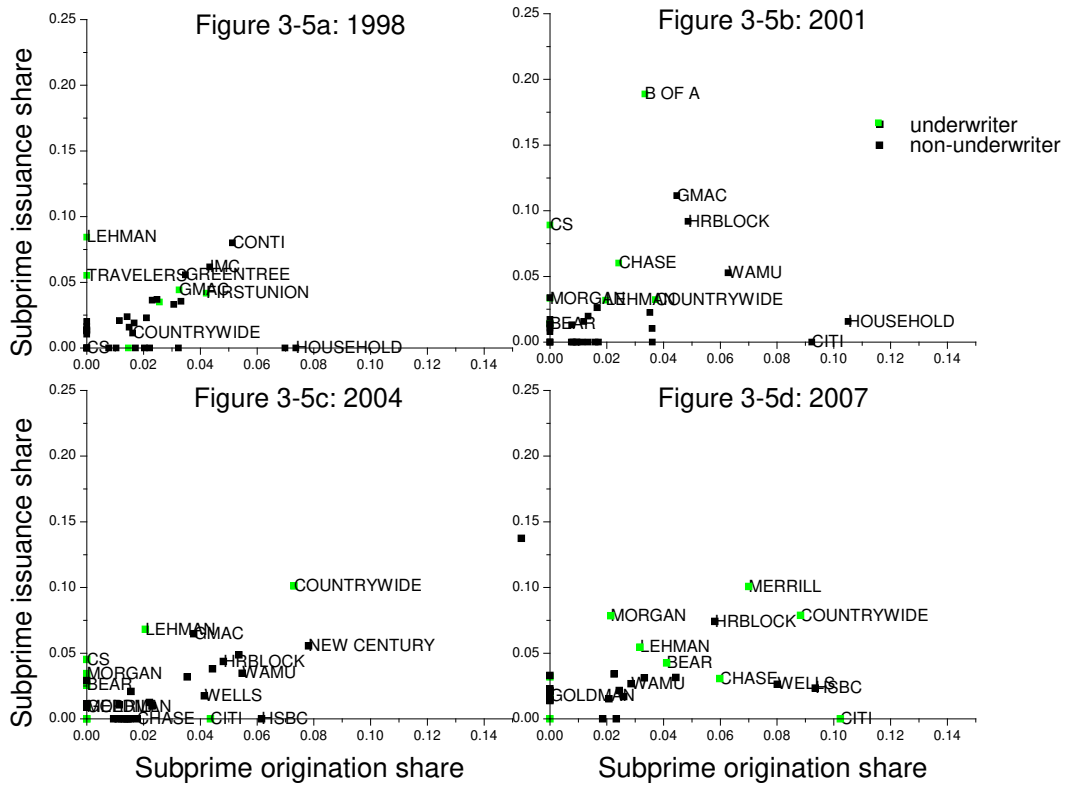 Figure 3-5a: 1998
Subprime issuance share
0.25
0.20
0.15
0.10
0.05
0.00
LEHMAN
CONTI
IMC
TRAVELERS
GREENTREE
GMAC
FIRSTUNION
COUNTRYWIDE
CS
HOUSEHOLD
0.00 0.02 0.04 0.06 0.08 0.10 0.12 0.14
Figure 3-5b: 2001
0.25
0.20
0.15
0.10
0.05
0.00
B OF A
GMAC
HRBLOCK
CS
CHASE
WAMU
MORGAN
LEHMAN
COUNTRYWIDE
BEAR
HOUSEHOLD
CITI
0.00 0.02 0.04 0.06 0.08 0.10 0.12 0.14
underwriter
non-underwriter
Figure 3-5c: 2004
Subprime issuance share
0.25
0.20
0.15
0.10
0.05
0.00
COUNTRYWIDE
LEHMAN
GMAC
NEW CENTURY
CS
HRBLOCK
MORGAN
WAMU
BEAR
WELLS
CHASE
CITI
HSBC
0.00 0.02 0.04 0.06 0.08 0.10 0.12 0.14
Subprime origination share
Figure 3-5d: 2007
0.25
0.20
0.15
0.10
0.05
0.00
MERRILL
MORGAN
COUNTRYWIDE
HRBLOCK
LEHMAN
BEAR
CHASE
WAMU
WELLS
HSBC
GOLDMAN
CITI
0.00 0.02 0.04 0.06 0.08 0.10 0.12 0.14
Subprime origination share